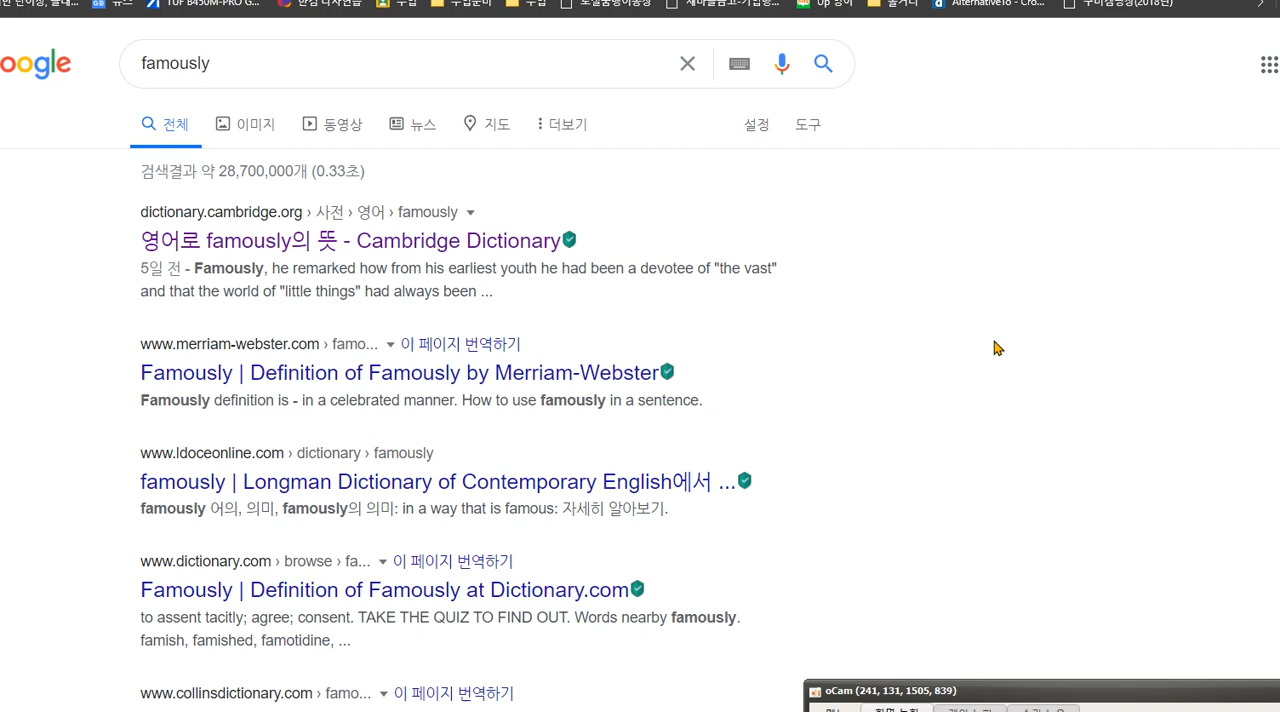 뉴스 TUF B450M-PRO G... 수업
oogle famously
전체 이미지 동영상 뉴스 지도 더보기 설정 도구
검색결과 약 28,700,000개 (0.33초)
dictionary.cambridge.org › 사전 › 영어 › famously
영어로 famously의 뜻 - Cambridge Dictionary
5일 전 - Famously, he remarked how from his earliest youth he had been a devotee of "the vast"
and that the world of "little things" had always been ...
www.merriam-webster.com › famo... 이 페이지 번역하기
Famously | Definition of Famously by Merriam-Webster
Famously definition is - in a celebrated manner. How to use famously in a sentence.
www.ldoceonline.com › dictionary › famously
famously | Longman Dictionary of Contemporary English에서 ...
famously 어의, 의미, famously의 의미: in a way that is famous: 자세히 알아보기.
www.dictionary.com › browse › fa... 이 페이지 번역하기
Famously | Definition of Famously at Dictionary.com
to assent tacitly; agree; consent. TAKE THE QUIZ TO FIND OUT. Words nearby famously.
famish, famished, famotidine, ...
www.collinsdictionary.com › famo... 이 페이지 번역하기
oCam (241, 131, 1505, 839)